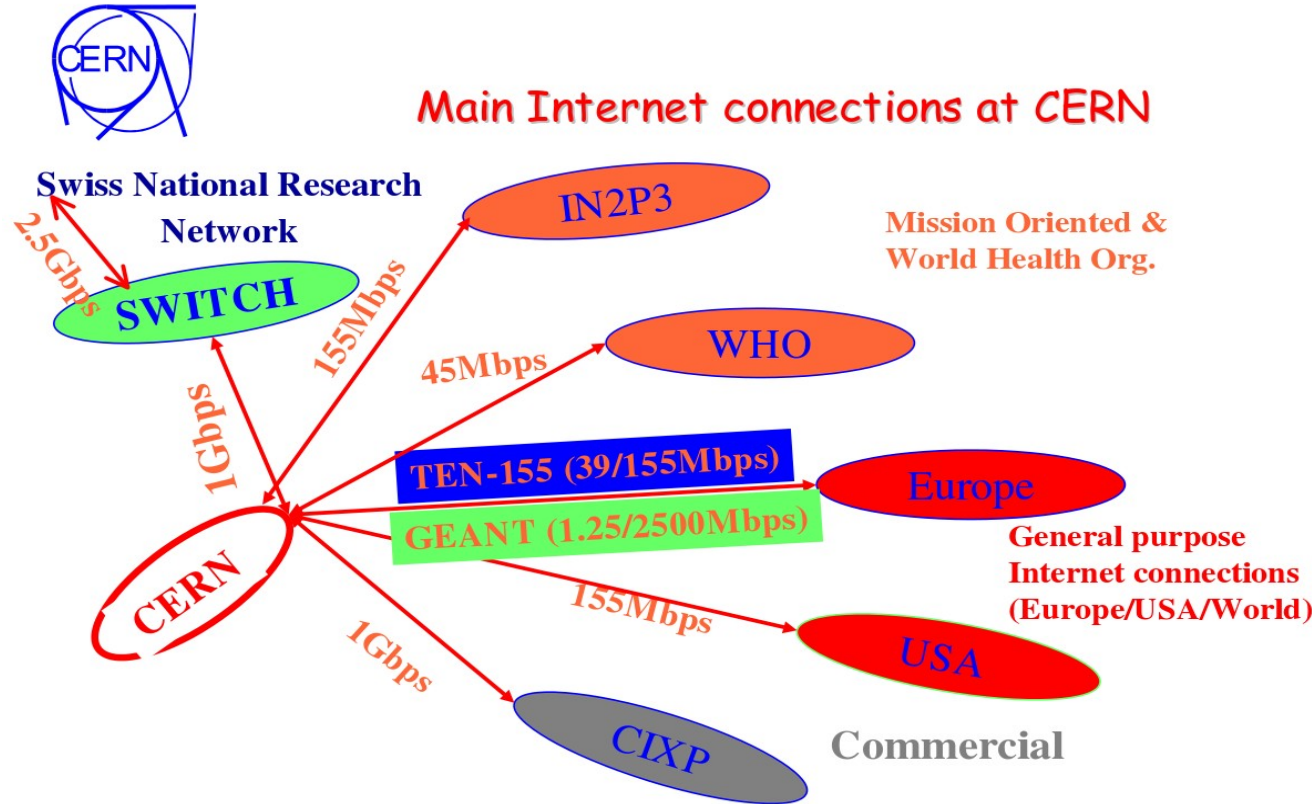 CERN
Main Internet connections at CERN
Swiss National Research
Network
2.5Gbps
SWITCH
IN2P3
Mission Oriented &
World Health Org.
155Mbps
WHO
45Mbps
1Gbps
TEN-155 (39/155Mbps)
Europe
GEANT (1.25/2500Mbps)
General purpose
Internet connections
(Europe/USA/World)
CERN
155Mbps
USA
1Gbps
CIXP
Commercial